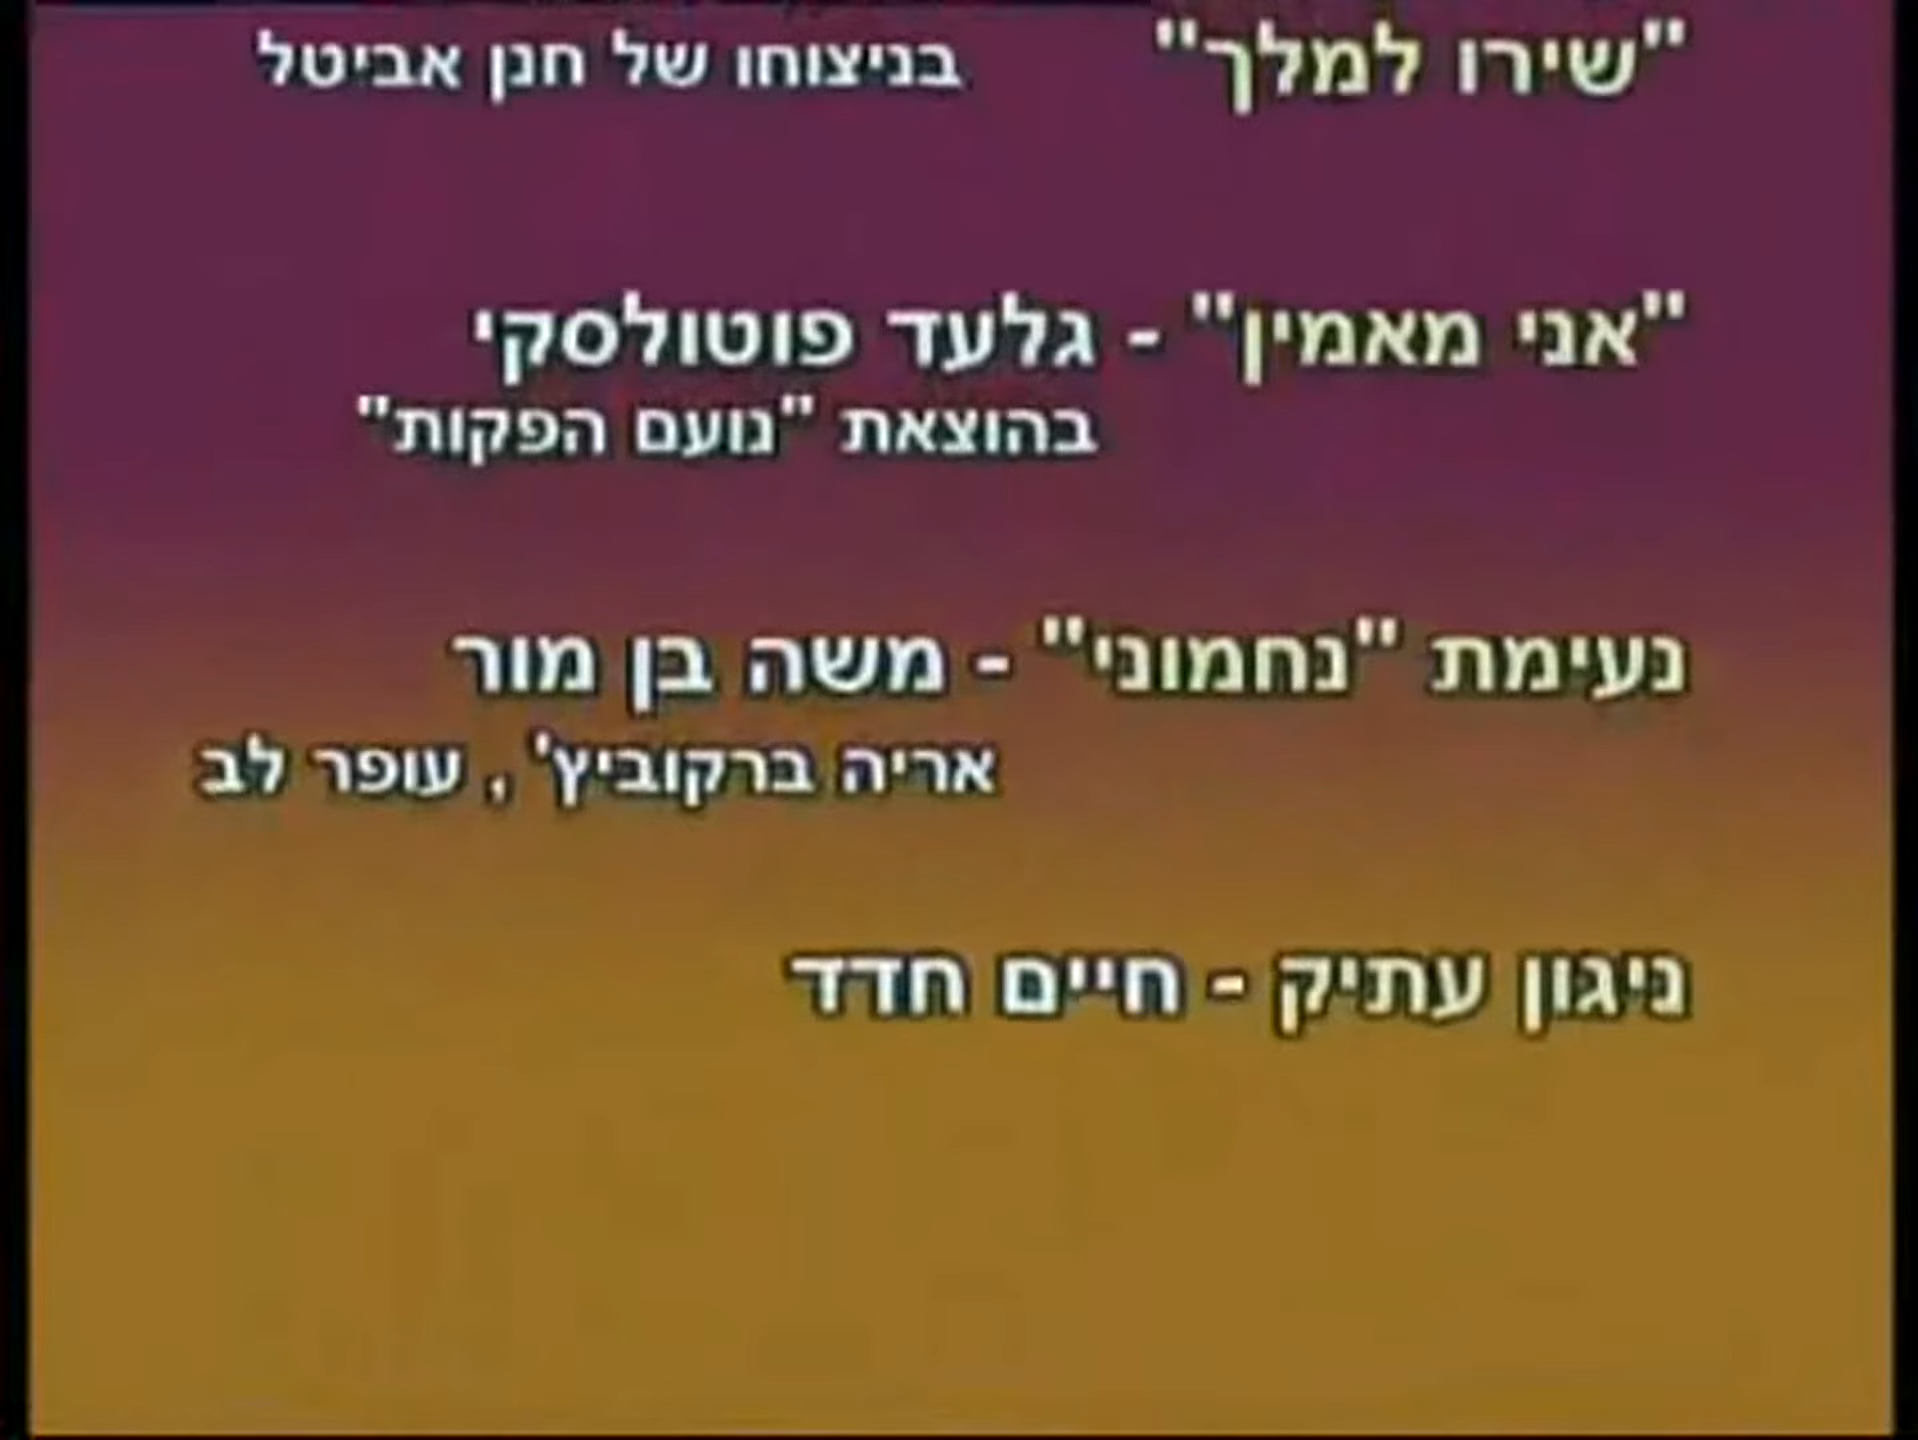 "שירו למלך" בניצוחו של חנן אביטל
"אני מאמין" - גלעד פוטולסקי
בהוצאת "נועם הפקות"
נעימת "נחמוני" - משה בן מור
אריה ברקוביץ' , עופר לב
ניגון עתיק - חיים חדד